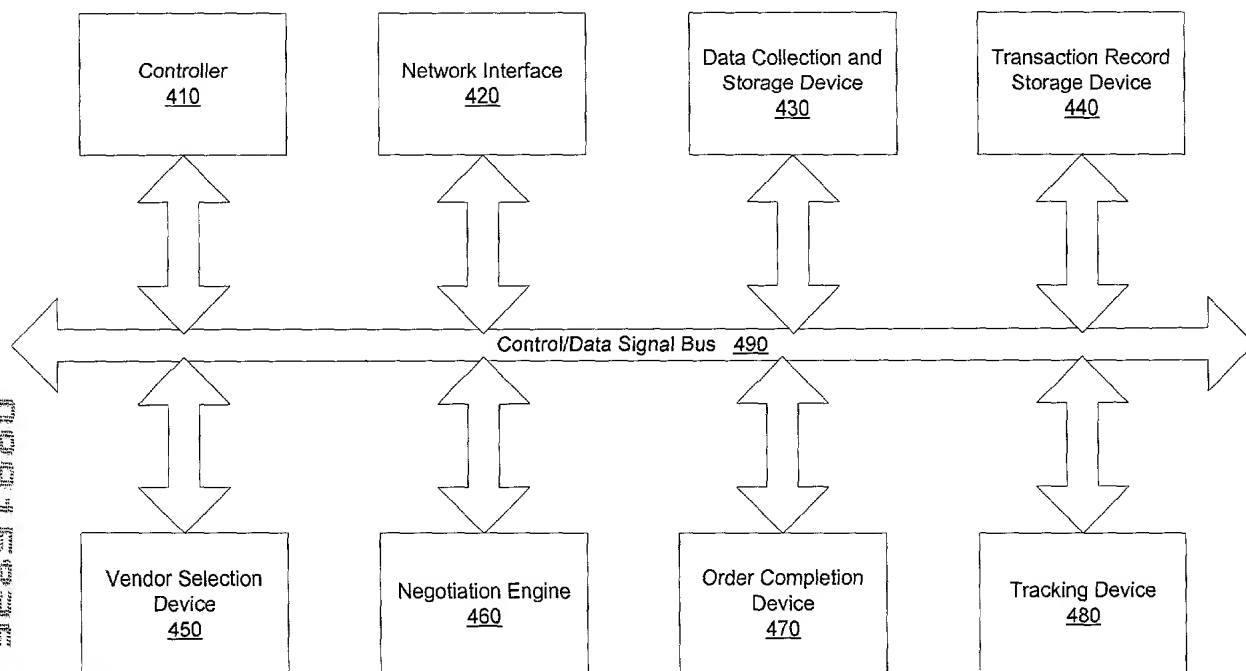 Controller
410
Network Interface
420
Data Collection and
Storage Device
430
Transaction Record
Storage Device
440
Control/Data Signal Bus 490
Vendor Selection
Device
450
Negotiation Engine
460
Order Completion
Device
470
Tracking Device
480